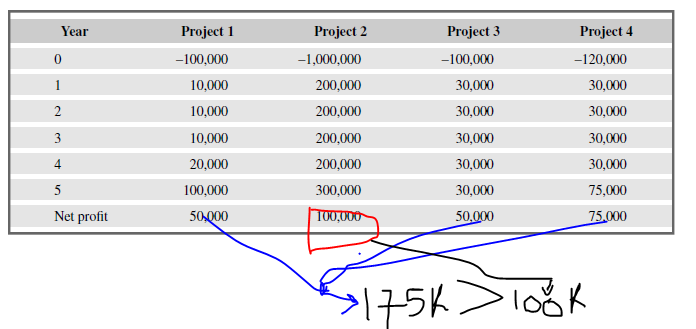 Year Project 1 Project 2 Project 3 Project 4
0 –100,000 –1,000,000 –100,000 –120,000
1 10,000 200,000 30,000 30,000
2 10,000 200,000 30,000 30,000
3 10,000 200,000 30,000 30,000
4 20,000 200,000 30,000 30,000
5 100,000 300,000 30,000 75,000
Net profit 50,000 100,000 50,000 75,000
175K > 100K